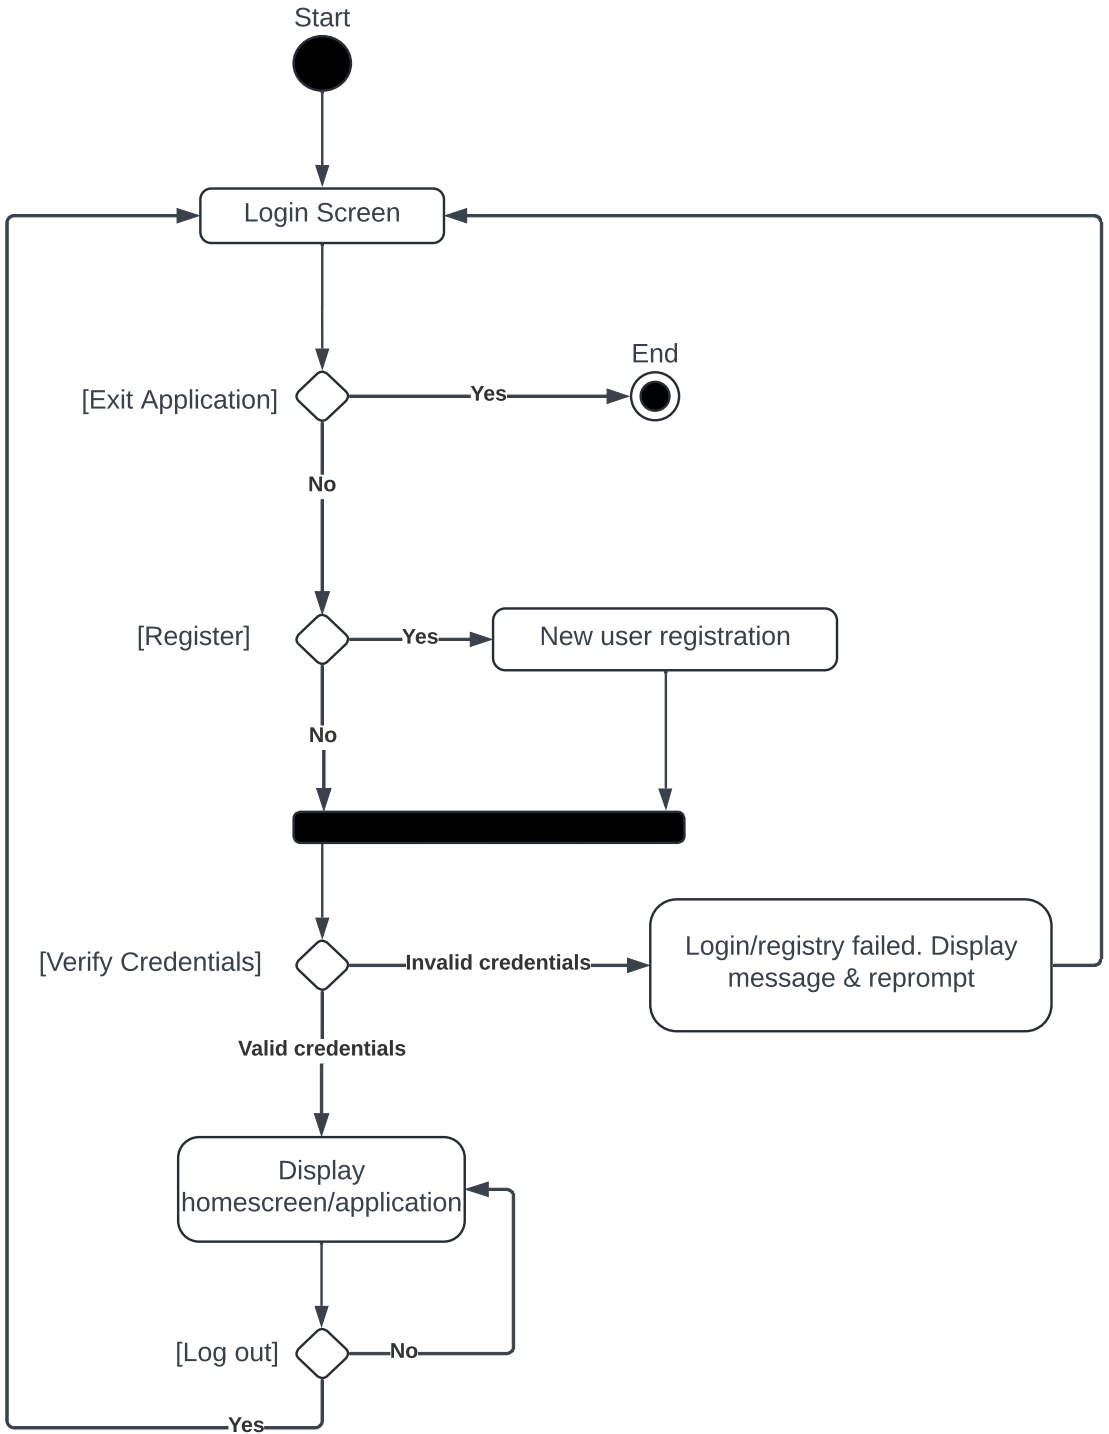 Start
Login Screen
End
[Exit Application]
Yes
No
[Register]
Yes
New user registration
No
[Verify Credentials]
Invalid credentials
Login/registry failed. Display
message & reprompt
Valid credentials
Display
homescreen/application
[Log out]
No
Yes